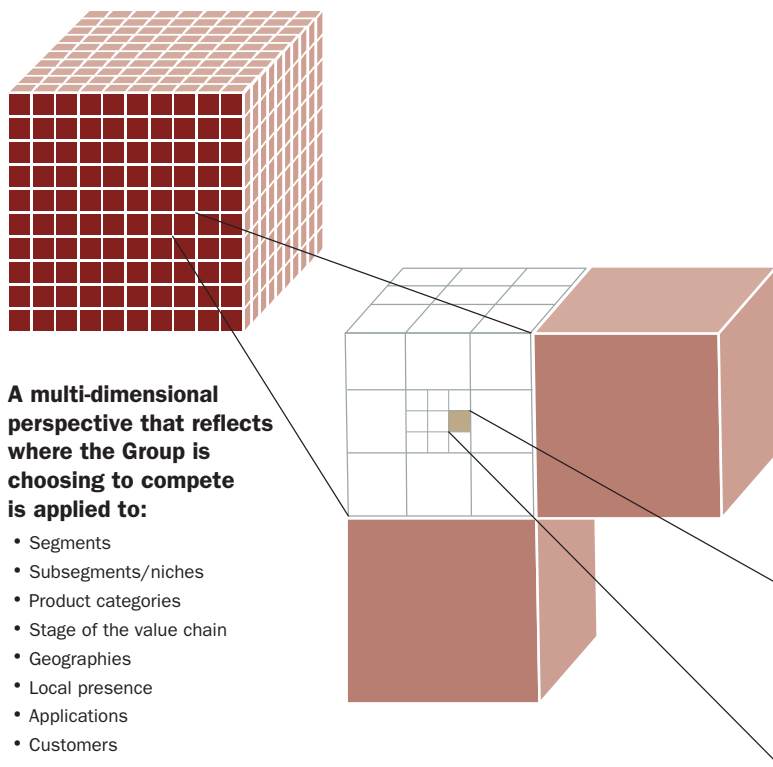 A multi-dimensional
perspective that reflects
where the Group is
choosing to compete
is applied to:
• Segments
• Subsegments/niches
• Product categories
• Stage of the value chain
• Geographies
• Local presence
• Applications
• Customers